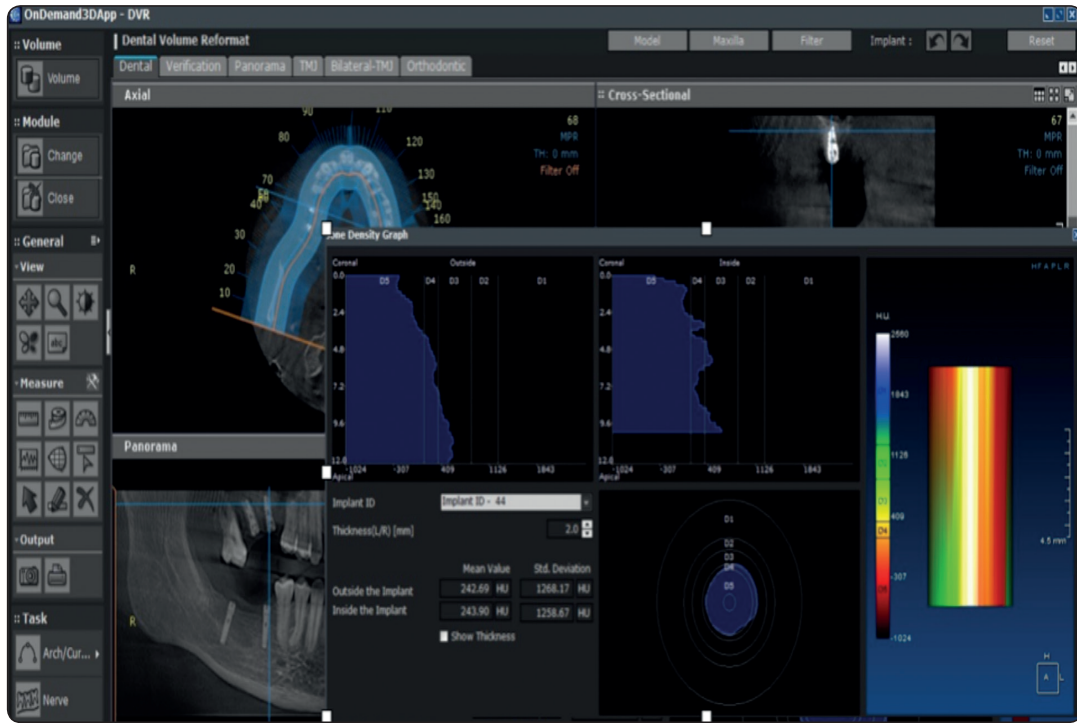 OnDemand3DApp - DVR
:: Volume
Volume
:: Module
Change
Close
:: General
- View
abc
- Measure
- Output
:: Task
Arch/Cur...
Nerve
Dental Volume Reformat
Model
Maxilla
Filter
Implant :
Reset
Dental
Verification
Panorama
TMJ
Bilateral-TMJ
Orthodontic
Axial
68
MPR
TH: 0 mm
Filter Off
90
80
70
40
30
20
10
120
130
150
140
160
R
:: Cross-Sectional
67
MPR
TH: 0 mm
Filter Off
Panorama
R
one Density Graph
Coronal
Outside
0.0
D5
D4
D3
D2
D1
2.4
4.8
7.2
9.6
12.0
-1024
-307
409
1126
1843
Apical
Coronal
Inside
0.0
D5
D4
D3
D2
D1
2.4
4.8
7.2
9.6
12.0
-1024
-307
409
1126
1843
Apical
Implant ID
Implant ID - 44
Thickness(L/R) [mm]
2.0
Mean Value
Std. Deviation
Outside the Implant
242.69 HU
1268.17 HU
Inside the Implant
243.90 HU
1258.67 HU
Show Thickness
D1
D2
D3
D4
D5
H F A P L R
HU
2560
1843
1126
409
-307
-1024
4.5 mm
H
A
L